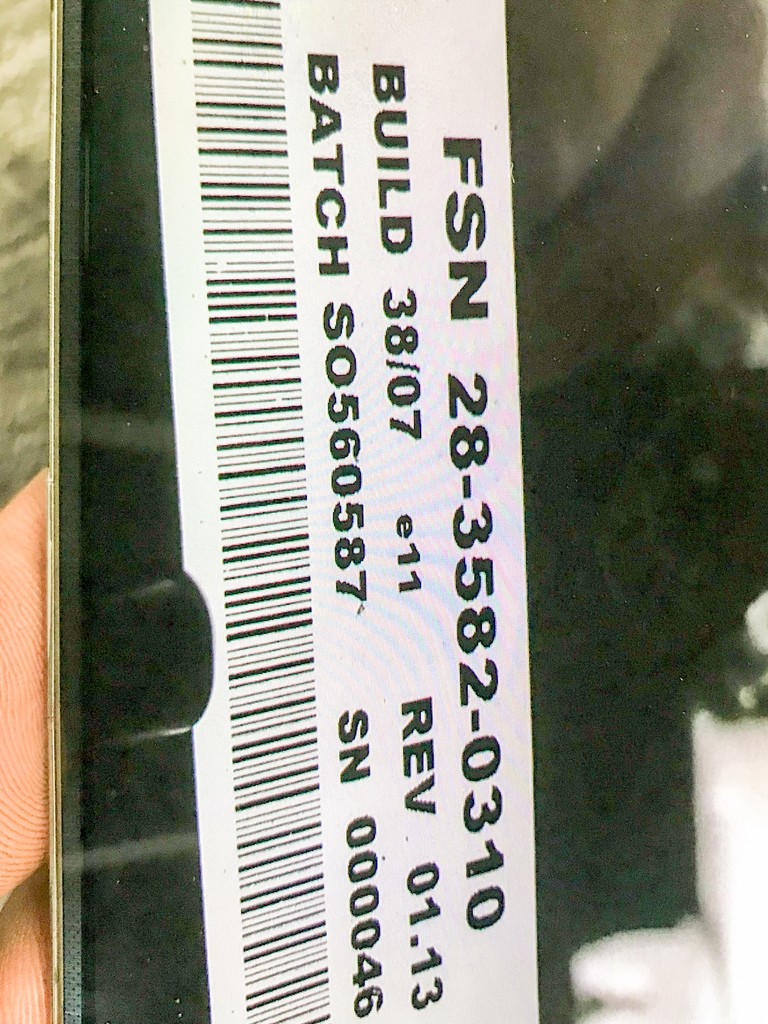 FSN 28-3582-0310
BUILD 38/07 e11 REV 01.13
BATCH SO560587 SN 000046